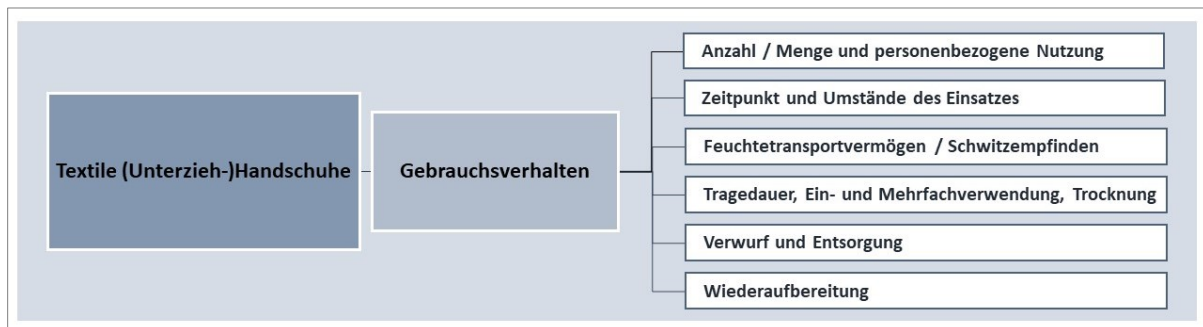 Textile (Unterzieh-)Handschuhe
Gebrauchsverhalten
Anzahl / Menge und personenbezogene Nutzung
Zeitpunkt und Umstände des Einsatzes
Feuchtetransportvermögen / Schwitzempfinden
Tragedauer, Ein- und Mehrfachverwendung, Trocknung
Verwurf und Entsorgung
Wiederaufbereitung